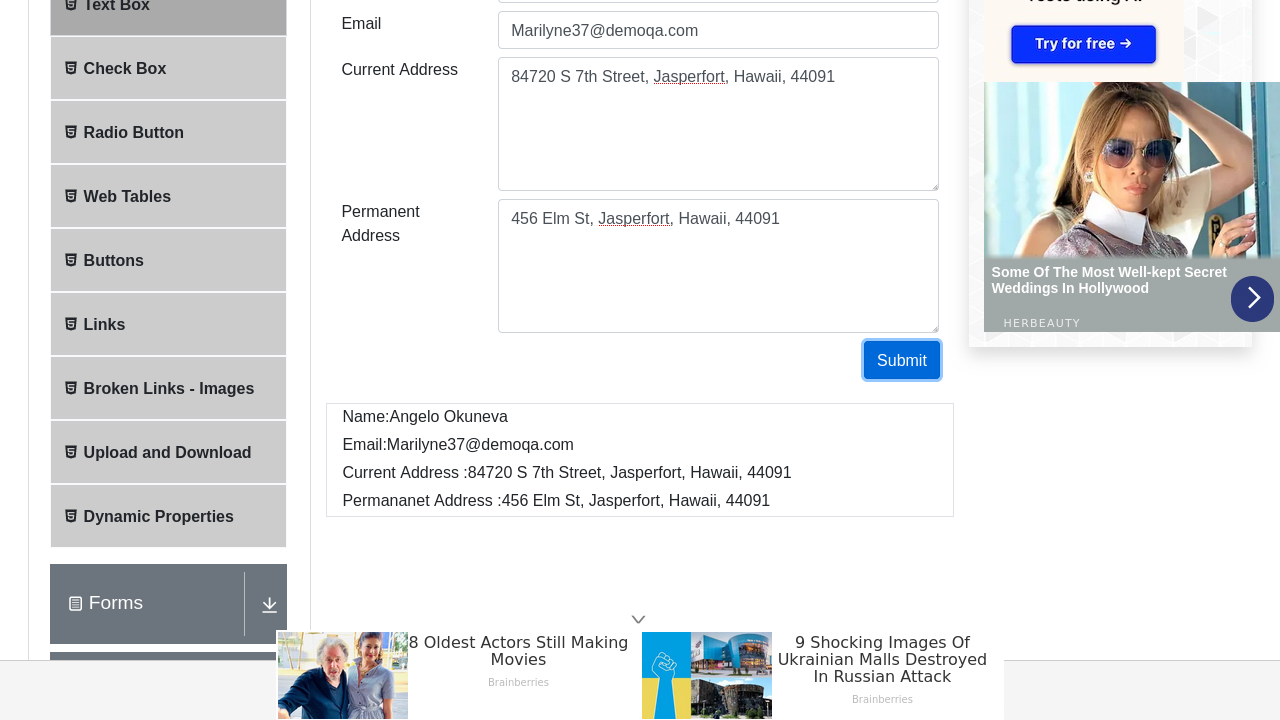 Text Box
Check Box
Radio Button
Web Tables
Buttons
Links
Broken Links - Images
Upload and Download
Dynamic Properties
Forms
Email
Marilyne37@demoqa.com
Current Address
84720 S 7th Street, Jasperfort, Hawaii, 44091
Permanent
Address
456 Elm St, Jasperfort, Hawaii, 44091
Submit
Name:Angelo Okuneva
Email:Marilyne37@demoqa.com
Current Address :84720 S 7th Street, Jasperfort, Hawaii, 44091
Permananet Address :456 Elm St, Jasperfort, Hawaii, 44091
Try for free →
Some Of The Most Well-kept Secret
Weddings In Hollywood
HERBEAUTY
8 Oldest Actors Still Making
Movies
Brainberries
9 Shocking Images Of
Ukrainian Malls Destroyed
In Russian Attack
Brainberries